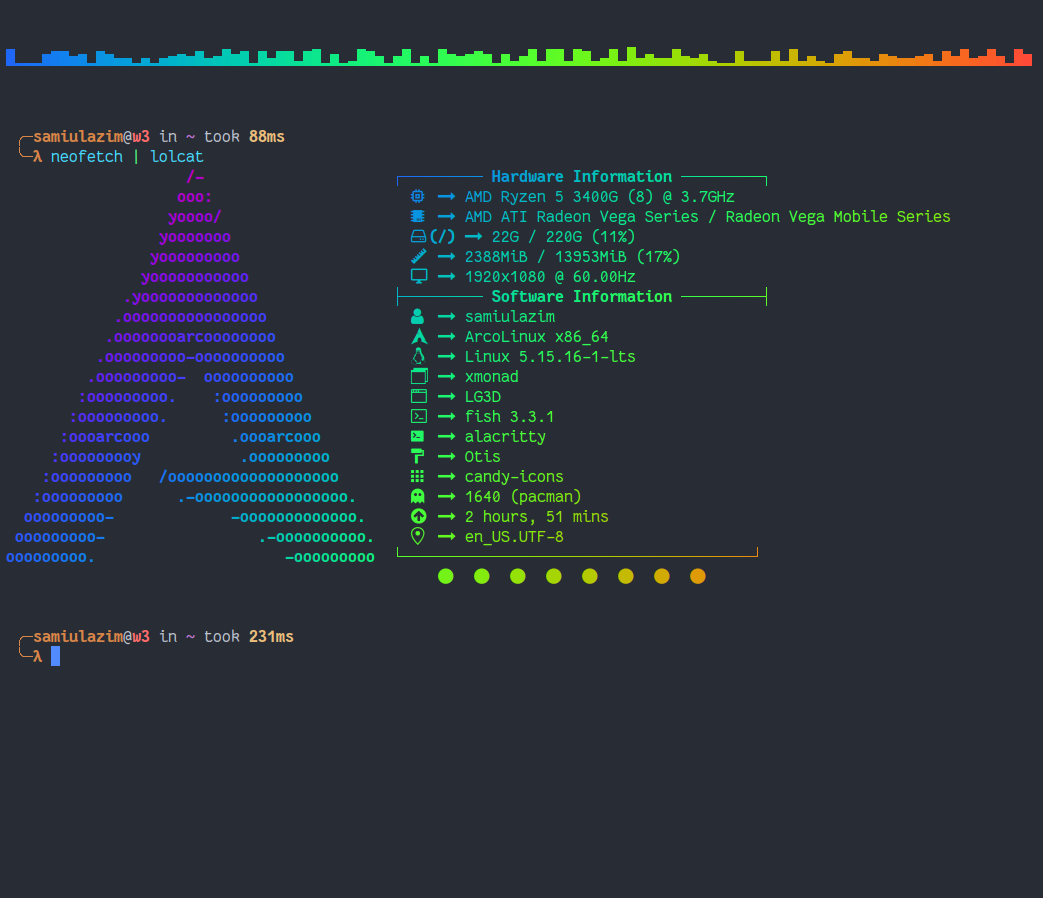 ╭─samiulazim@w3 in ~ took 88ms
╰─λ neofetch | lolcat
/-
ooo:
yoooo/
yooooooo
yooooooooo
yooooooooooo
.yooooooooooooo
.oooooooooooooooo
.ooooooooarcoooooooo
.ooooooooo-oooooooooo
.ooooooooo-  oooooooooo
:ooooooooo.    :ooooooooo
:ooooooooo.      :ooooooooo
:oooarcooo         .oooarcooo
:ooooooooy           .ooooooooo
:ooooooooo   /ooooooooooooooooooo
:ooooooooo      .-ooooooooooooooooo.
ooooooooo-             -ooooooooooooo.
ooooooooo-                 .-oooooooooo.
ooooooooo.                     -ooooooooo
Hardware Information
→ AMD Ryzen 5 3400G (8) @ 3.7GHz
→ AMD ATI Radeon Vega Series / Radeon Vega Mobile Series
(/) → 22G / 220G (11%)
→ 2388MiB / 13953MiB (17%)
→ 1920x1080 @ 60.00Hz
Software Information
→ samiulazim
→ ArcoLinux x86_64
→ Linux 5.15.16-1-lts
→ xmonad
→ LG3D
→ fish 3.3.1
→ alacritty
→ Otis
→ candy-icons
→ 1640 (pacman)
→ 2 hours, 51 mins
→ en_US.UTF-8
╭─samiulazim@w3 in ~ took 231ms
╰─λ